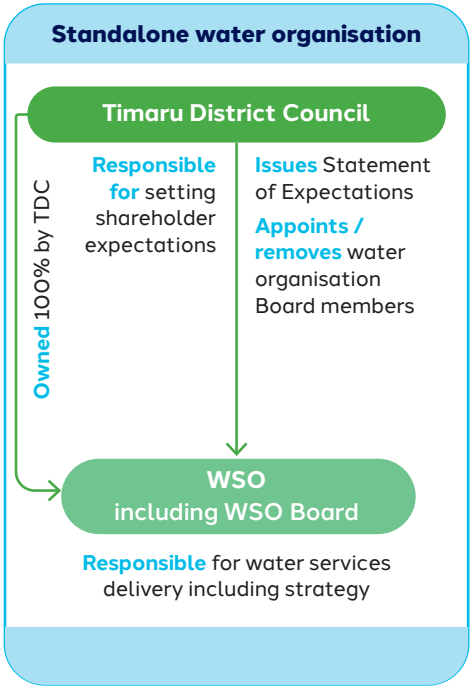 Standalone water organisation
Timaru District Council
Owned 100% by TDC
Responsible
for setting
shareholder
expectations
Issues Statement
of Expectations
Appoints /
removes water
organisation
Board members
WSO
including WSO Board
Responsible for water services
delivery including strategy